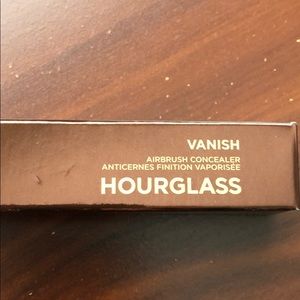 VANISH
AIRBRUSH CONCEALER
ANTICERNES FINITION VAPORISÉE
HOURGLASS